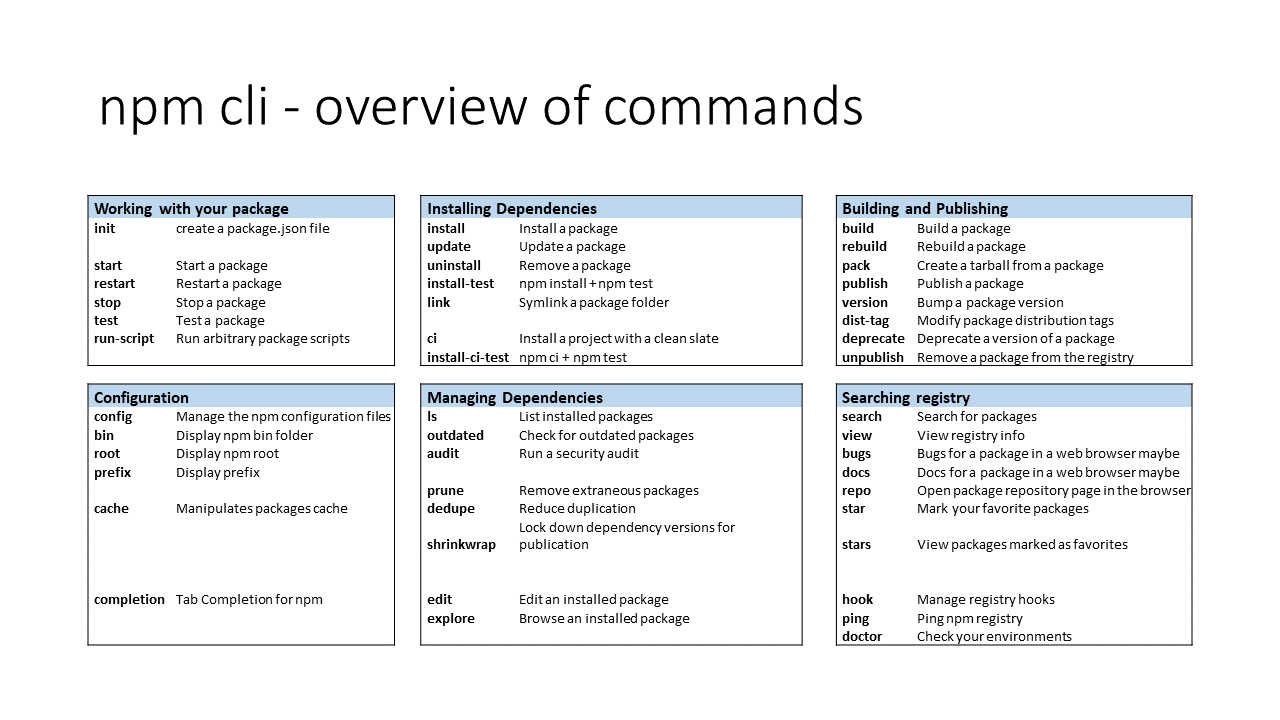 npm cli - overview of commands
Working with your package
init create a package.json file
start Start a package
restart Restart a package
stop Stop a package
test Test a package
run-script Run arbitrary package scripts
Installing Dependencies
install Install a package
update Update a package
uninstall Remove a package
install-test npm install + npm test
link Symlink a package folder
ci Install a project with a clean slate
install-ci-test npm ci + npm test
Building and Publishing
build Build a package
rebuild Rebuild a package
pack Create a tarball from a package
publish Publish a package
version Bump a package version
dist-tag Modify package distribution tags
deprecate Deprecate a version of a package
unpublish Remove a package from the registry
Configuration
config Manage the npm configuration files
bin Display npm bin folder
root Display npm root
prefix Display prefix
cache Manipulates packages cache
completion Tab Completion for npm
Managing Dependencies
ls List installed packages
outdated Check for outdated packages
audit Run a security audit
prune Remove extraneous packages
dedupe Reduce duplication
Lock down dependency versions for
shrinkwrap publication
edit Edit an installed package
explore Browse an installed package
Searching registry
search Search for packages
view View registry info
bugs Bugs for a package in a web browser maybe
docs Docs for a package in a web browser maybe
repo Open package repository page in the browser
star Mark your favorite packages
stars View packages marked as favorites
hook Manage registry hooks
ping Ping npm registry
doctor Check your environments